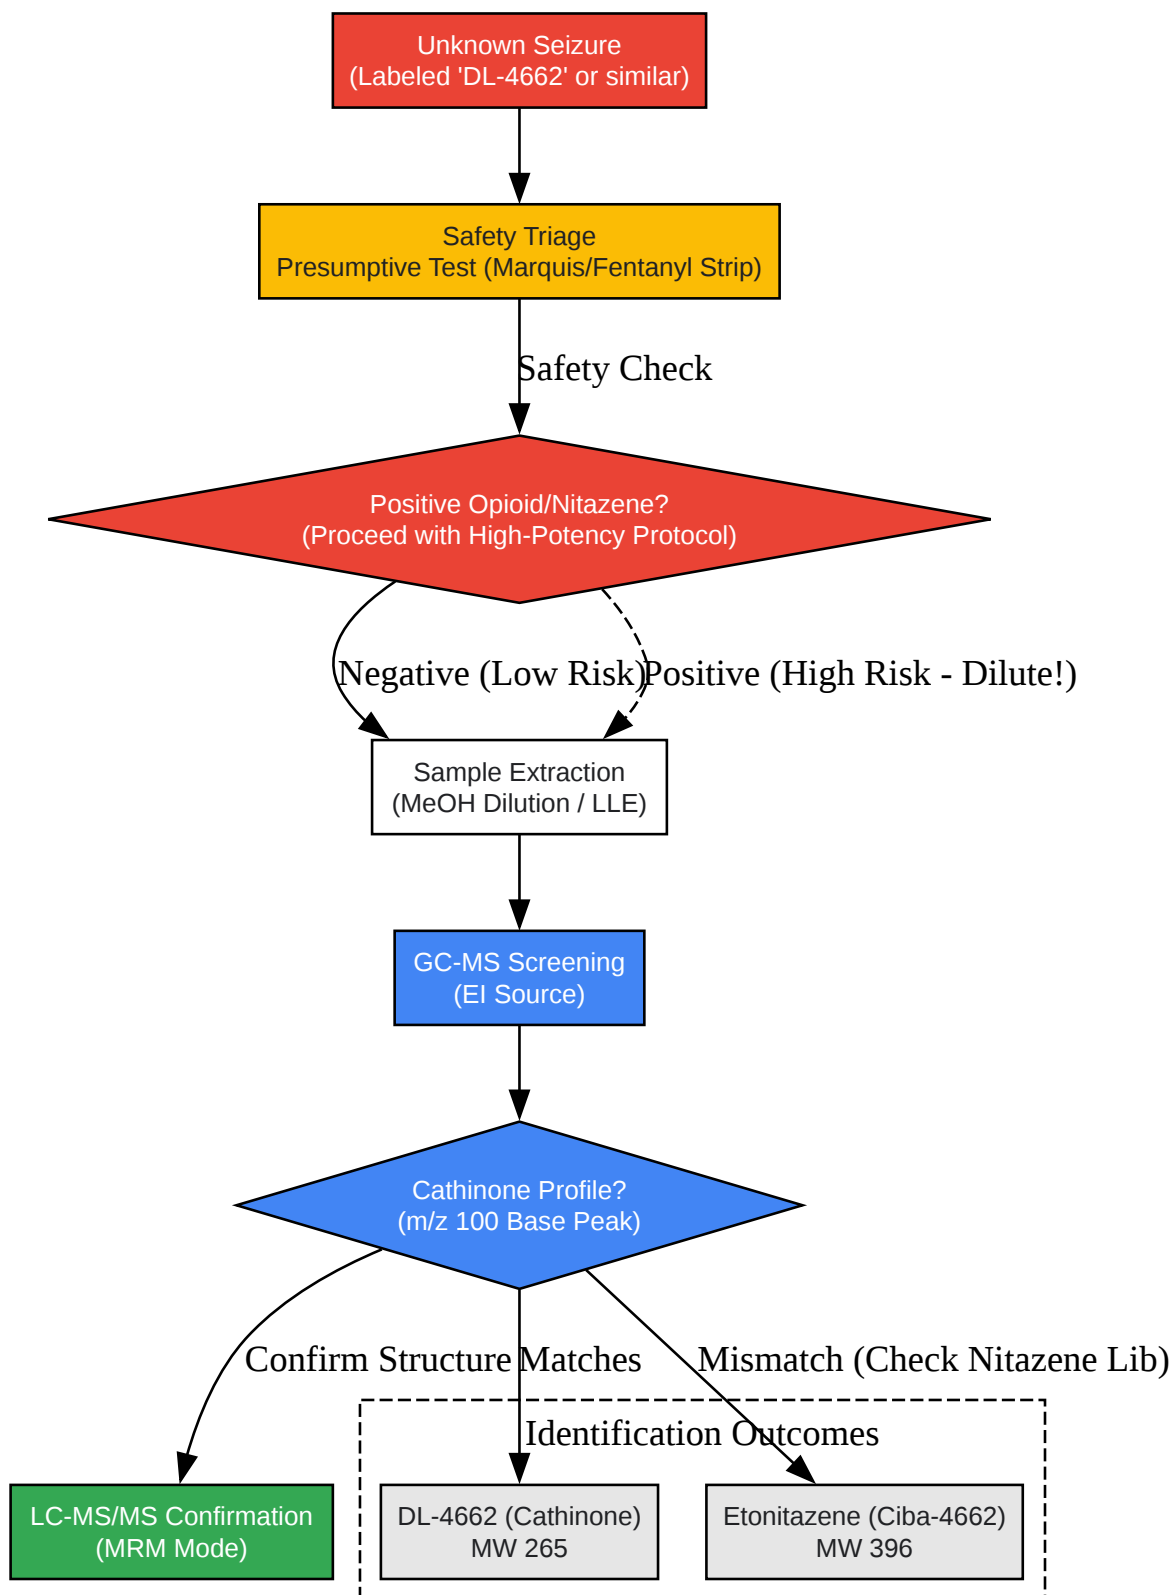 Unknown Seizure
(Labeled 'DL-4662' or similar)
Safety Triage
Presumptive Test (Marquis/Fentanyl Strip)
Safety Check
Positive Opioid/Nitazene?
(Proceed with High-Potency Protocol)
Negative (Low Risk)
Positive (High Risk - Dilute!)
Sample Extraction
(MeOH Dilution / LLE)
GC-MS Screening
(EI Source)
Cathinone Profile?
(m/z 100 Base Peak)
Confirm Structure
Matches
Mismatch (Check Nitazene Lib)
Identification Outcomes
LC-MS/MS Confirmation
(MRM Mode)
DL-4662 (Cathinone)
MW 265
Etonitazene (Ciba-4662)
MW 396